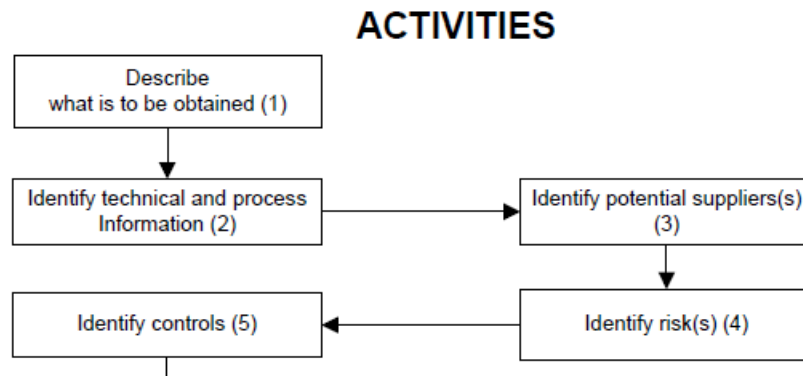 ACTIVITIES
Describe
what is to be obtained (1)
Identify technical and process
Information (2)
Identify potential suppliers(s)
(3)
Identify controls (5)
Identify risk(s) (4)